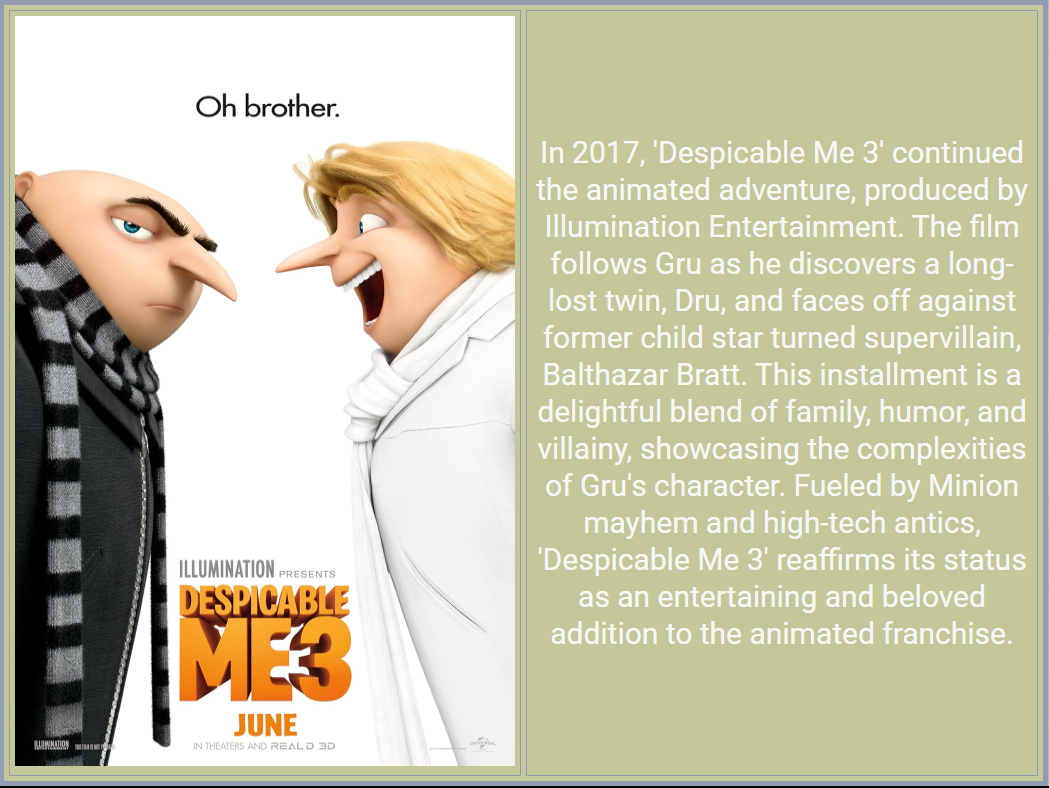 Oh brother.
ILLUMINATION PRESENTS
DESPICABLE
ME3
JUNE
IN THEATERS AND REAL D 3D
ILLUMINATION
ENTERTAINMENT
UNIVERSAL
In 2017, 'Despicable Me 3' continued
the animated adventure, produced by
Illumination Entertainment. The film
follows Gru as he discovers a long-
lost twin, Dru, and faces off against
former child star turned supervillain,
Balthazar Bratt. This installment is a
delightful blend of family, humor, and
villainy, showcasing the complexities
of Gru's character. Fueled by Minion
mayhem and high-tech antics,
'Despicable Me 3' reaffirms its status
as an entertaining and beloved
addition to the animated franchise.